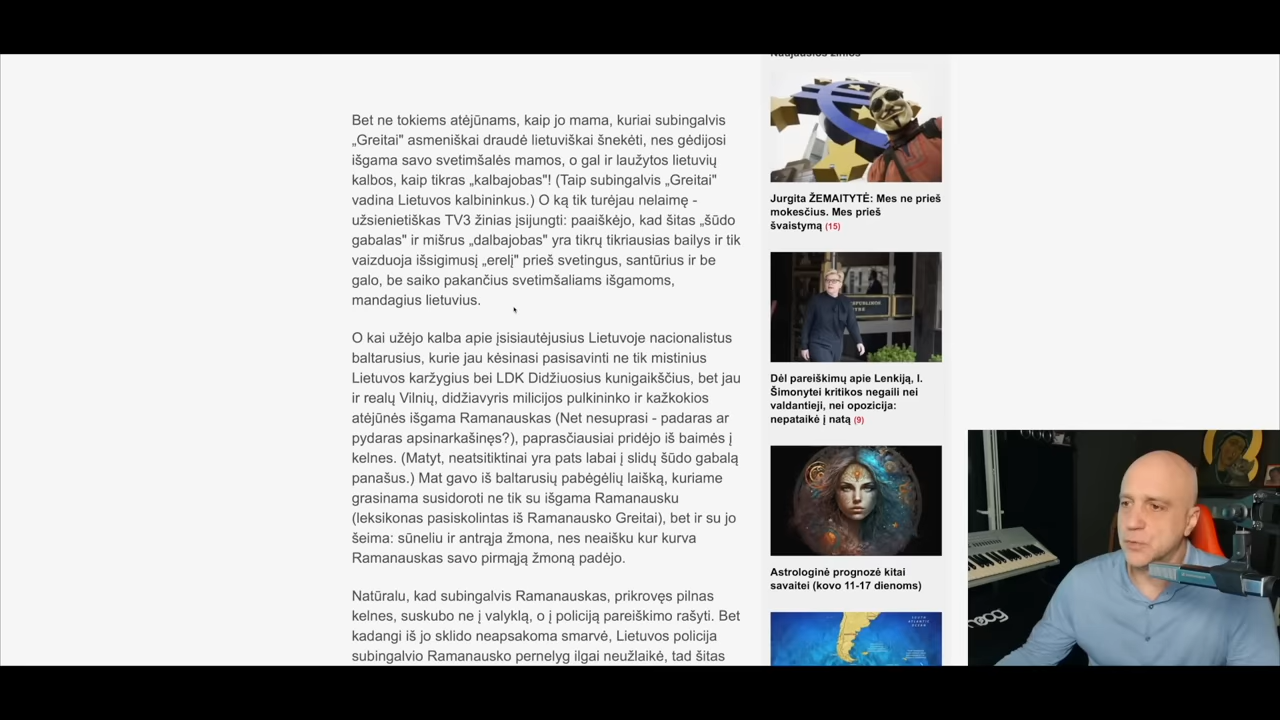 Naujausios žinios
Bet ne tokiems atėjūnams, kaip jo mama, kuriai subingalvis
„Greitai" asmeniškai draudė lietuviškai šnekėti, nes gėdijosi
išgama savo svetimšalės mamos, o gal ir laužytos lietuvių
kalbos, kaip tikras „kalbajobas"! (Taip subingalvis „Greitai"
vadina Lietuvos kalbininkus.) O ką tik turėjau nelaimę -
užsienietiškas TV3 žinias įsijungti: paaiškėjo, kad šitas „šūdo
gabalas" ir mišrus „dalbajobas" yra tikrų tikriausias bailys ir tik
vaizduoja išsigimusį „erelį" prieš svetingus, santūrius ir be
galo, be saiko pakančius svetimšaliams išgamoms,
mandagius lietuvius.
O kai užėjo kalba apie įsisiautėjusius Lietuvoje nacionalistus
baltarusius, kurie jau kėsinasi pasisavinti ne tik mistinius
Lietuvos karžygius bei LDK Didžiuosius kunigaikščius, bet jau
ir realų Vilnių, didžiavyris milicijos pulkininko ir kažkokios
atėjūnės išgama Ramanauskas (Net nesuprasi - padaras ar
pydaras apsinarkašinęs?), paprasčiausiai pridėjo iš baimės į
kelnes. (Matyt, neatsitiktinai yra pats labai į slidų šūdo gabalą
panašus.) Mat gavo iš baltarusių pabėgėlių laišką, kuriame
grasinama susidoroti ne tik su išgama Ramanausku
(leksikonas pasiskolintas iš Ramanausko Greitai), bet ir su jo
šeima: sūneliu ir antrąja žmona, nes neaišku kur kurva
Ramanauskas savo pirmąją žmoną padėjo.
Natūralu, kad subingalvis Ramanauskas, prikrovęs pilnas
kelnes, suskubo ne į valyklą, o į policiją pareiškimo rašyti. Bet
kadangi iš jo sklido neapsakoma smarvė, Lietuvos policija
subingalvio Ramanausko pernelyg ilgai neužlaikė, tad šitas
Jurgita ŽEMAITYTĖ: Mes ne prieš
mokesčius. Mes prieš
švaistymą (15)
Dėl pareiškimų apie Lenkiją, I.
Šimonytei kritikos negaili nei
valdantieji, nei opozicija:
nepataikė į natą (9)
Astrologinė prognozė kitai
savaitei (kovo 11-17 dienoms)
moog